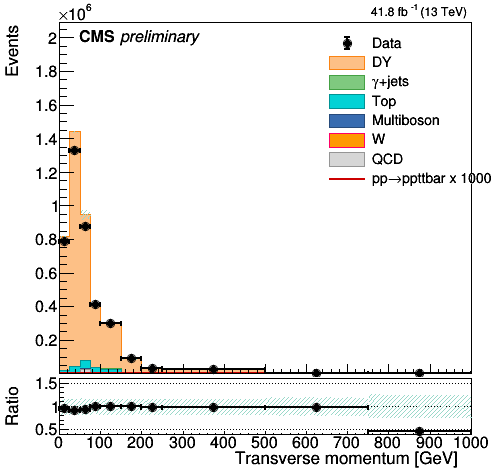 ×10⁶
41.8 fb⁻¹ (13 TeV)
CMS preliminary
Events
2
1.8
1.6
1.4
1.2
1
0.8
0.6
0.4
0.2
Data
DY
γ+jets
Top
Multiboson
W
QCD
pp→ppttbar x 1000
Ratio
1.5
1
0.5
0 100 200 300 400 500 600 700 800 900 1000
Transverse momentum [GeV]